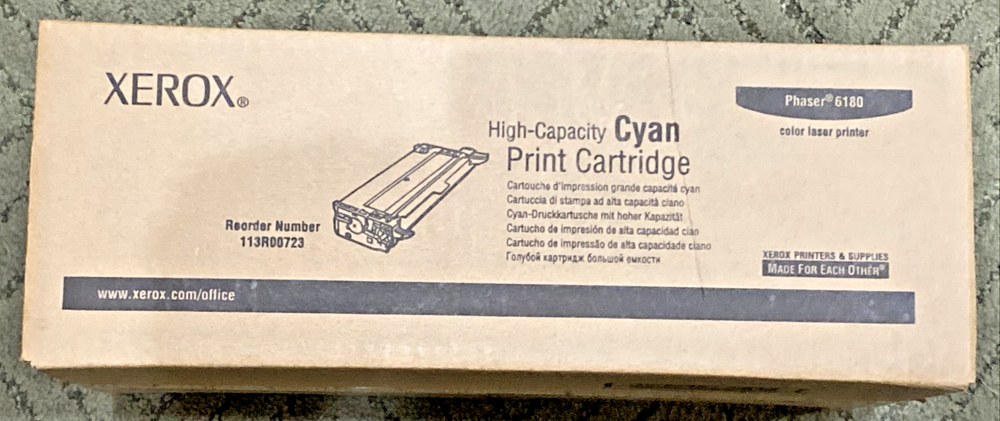 XEROX®
Phaser® 6180
color laser printer
High-Capacity Cyan
Print Cartridge
Cartouche d'impression grande capacité cyan
Cartuccia di stampa ad alta capacità ciano
Cyan-Druckkartusche mit hoher Kapazität
Cartucho de impresión de alta capacidad cian
Cartucho de impressão de alta capacidade ciano
Голубой картридж большой емкости
Reorder Number
113R00723
XEROX PRINTERS & SUPPLIES
MADE FOR EACH OTHER®
www.xerox.com/office